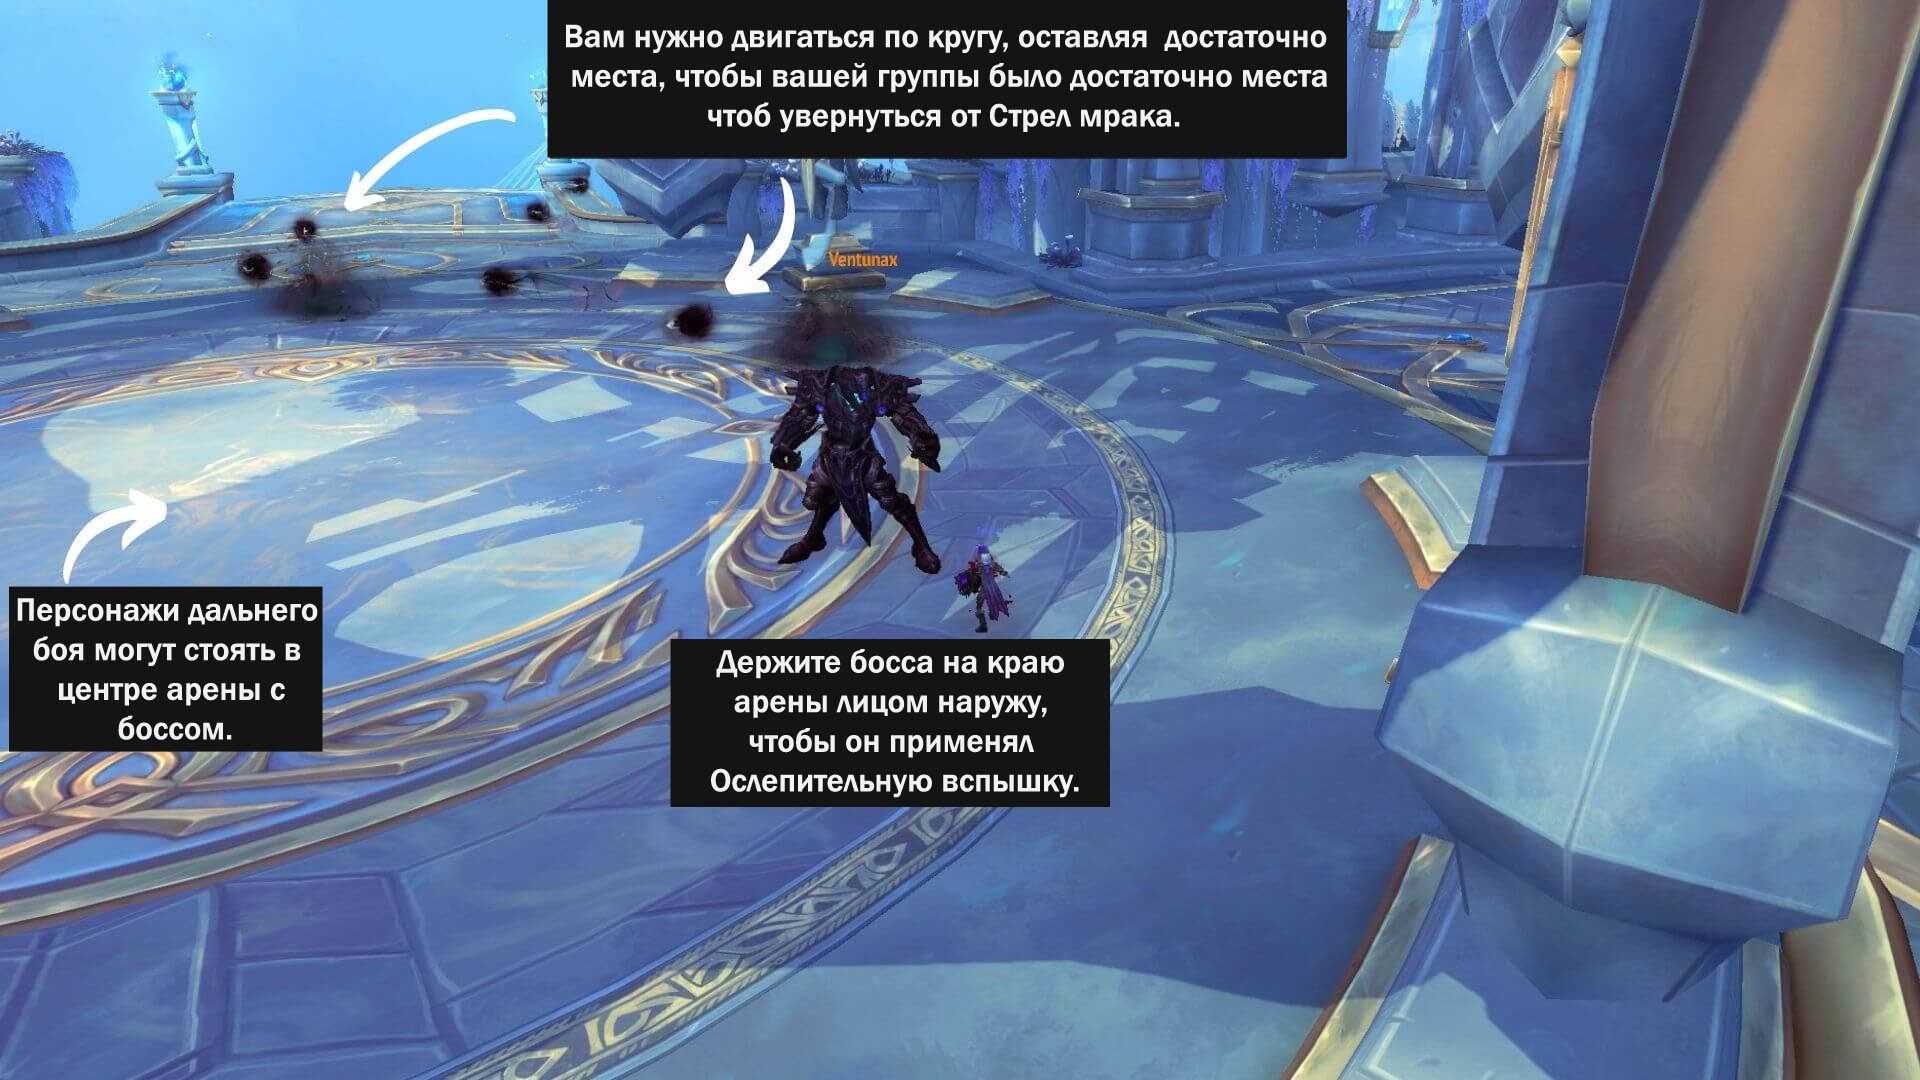 Вам нужно двигаться по кругу, оставляя достаточно
места, чтобы вашей группы было достаточно места
чтоб увернуться от Стрел мрака.
Ventunax
Персонажи дальнего
боя могут стоять в
центре арены с
боссом.
Держите босса на краю
арены лицом наружу,
чтобы он применял
Ослепительную вспышку.